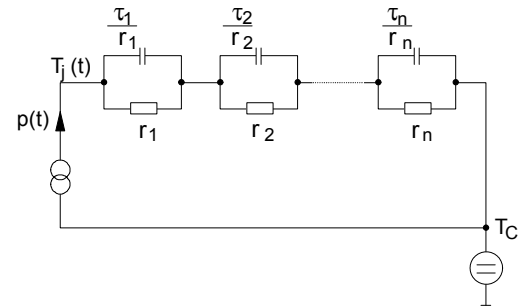 τ1 τ2 τn
r1 r2 rn
Tj (t)
p(t)
r1 r2 rn
TC